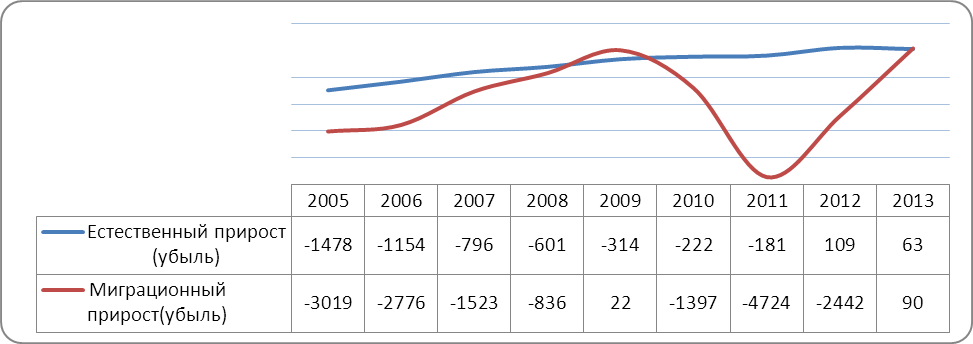 2005 2006 2007 2008 2009 2010 2011 2012 2013
Естественный прирост
(убыль)
-1478 -1154 -796 -601 -314 -222 -181 109 63
Миграционный
прирост(убыль)
-3019 -2776 -1523 -836 22 -1397 -4724 -2442 90